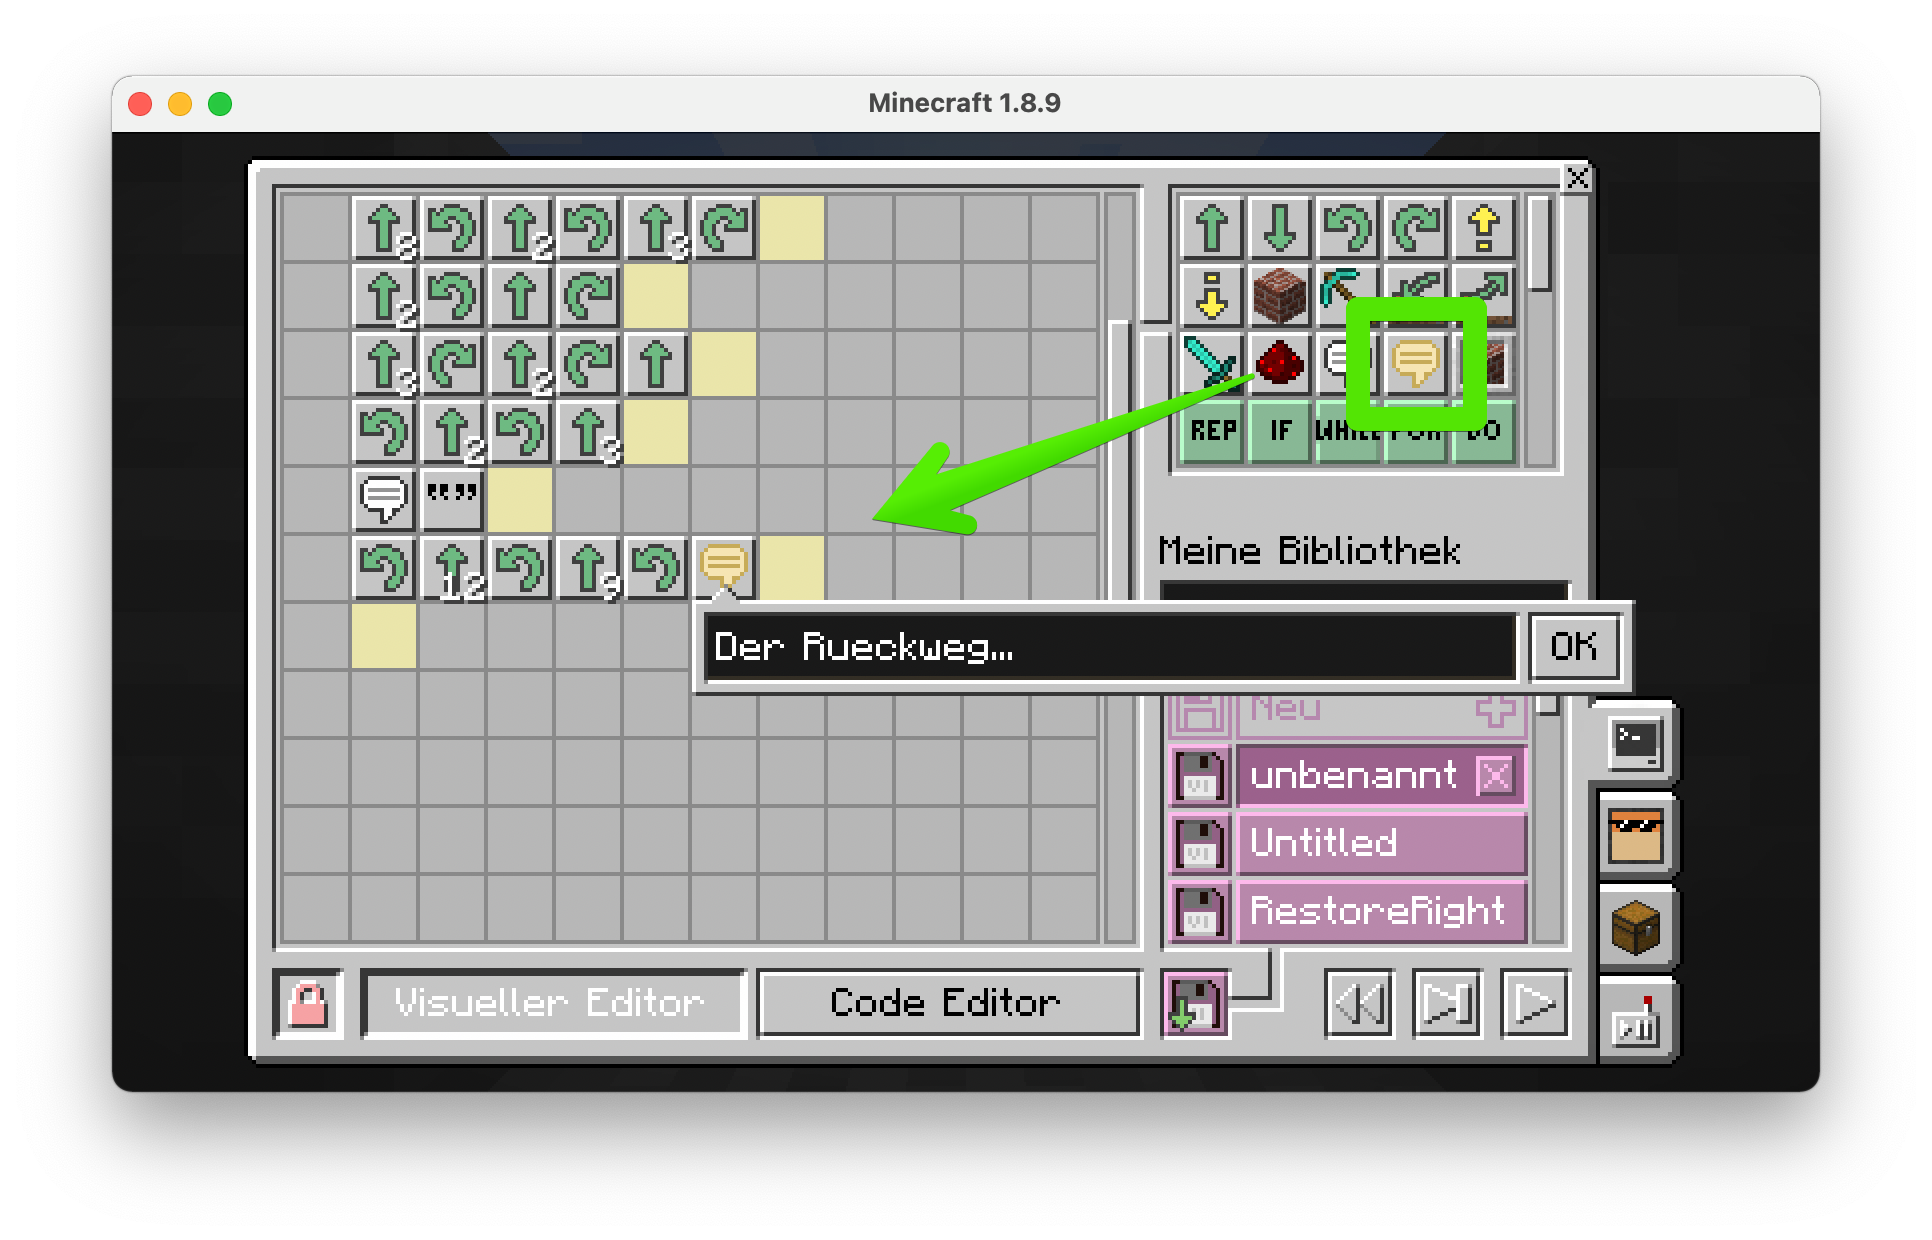 Minecraft 1.8.9
8 2 3
2
3 2
2 3
"" ""
12 9
REP IF WHILE FOR DO
Meine Bibliothek
Der Rueckweg...
OK
Neu
unbenannt
Untitled
RestoreRight
Visueller Editor
Code Editor